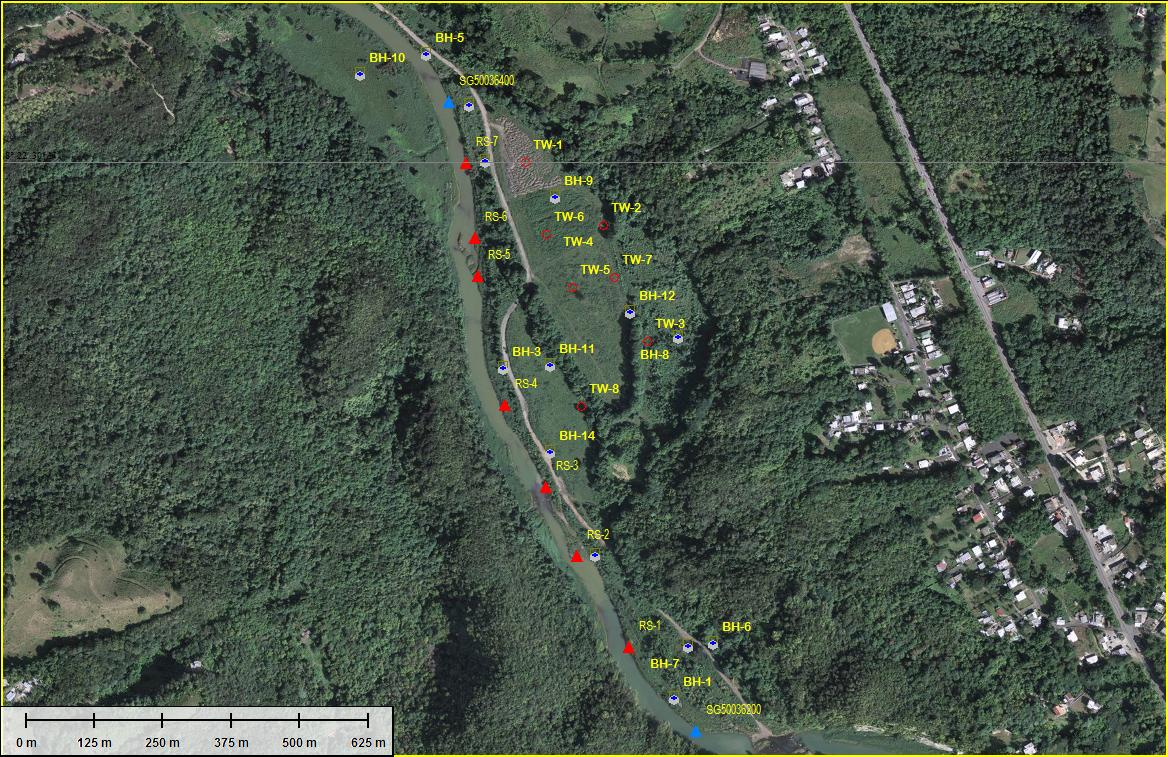 BH-5
BH-10
SG50036400
RS-7
TW-1
BH-9
TW-2
RS-6
TW-6
TW-4
RS-5
TW-7
TW-5
BH-12
TW-3
BH-3
BH-11
BH-8
RS-4
TW-8
BH-14
RS-3
RS-2
RS-1
BH-6
BH-7
BH-1
SG50036200
0 m 125 m 250 m 375 m 500 m 625 m